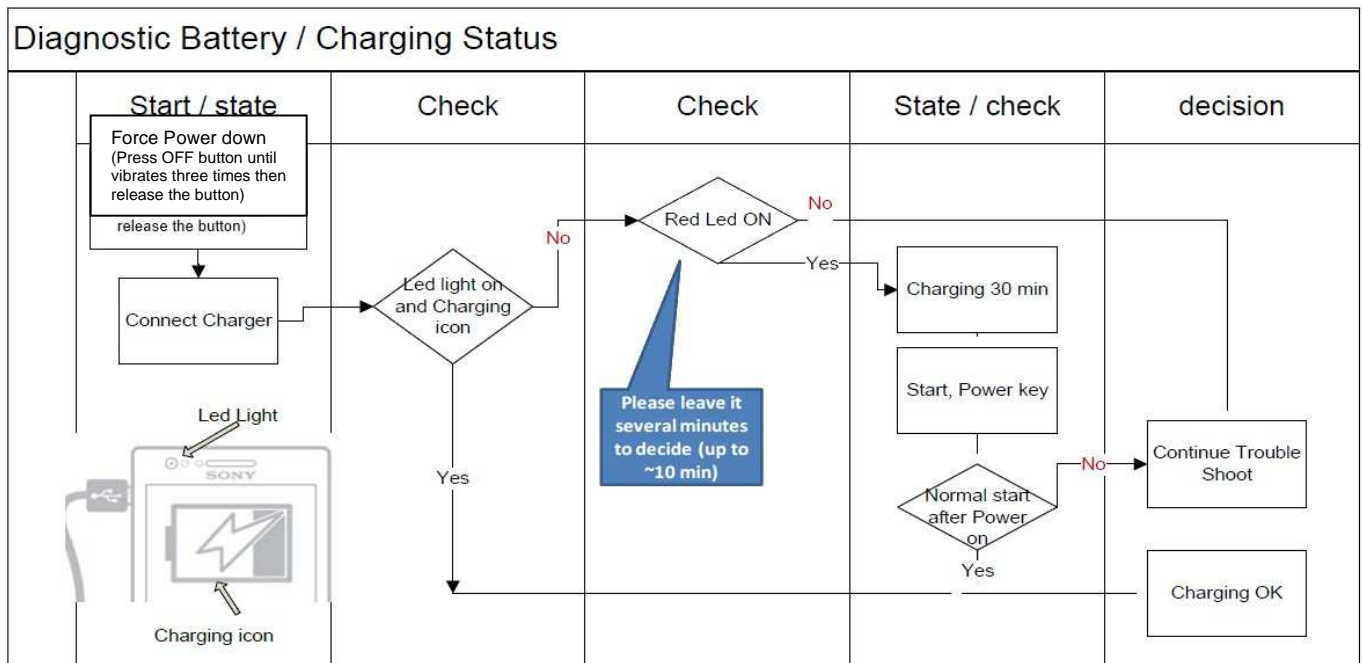 Diagnostic Battery / Charging Status
Start / state
Check
Check
State / check
decision
Force Power down
(Press OFF button until
vibrates three times then
release the button)
release the button)
Connect Charger
Led light on
and Charging
icon
No
Yes
Red Led ON
No
Yes
Please leave it
several minutes
to decide (up to
~10 min)
Charging 30 min
Start, Power key
Normal start
after Power
on
No
Yes
Continue Trouble
Shoot
Charging OK
Led Light
SONY
Charging icon